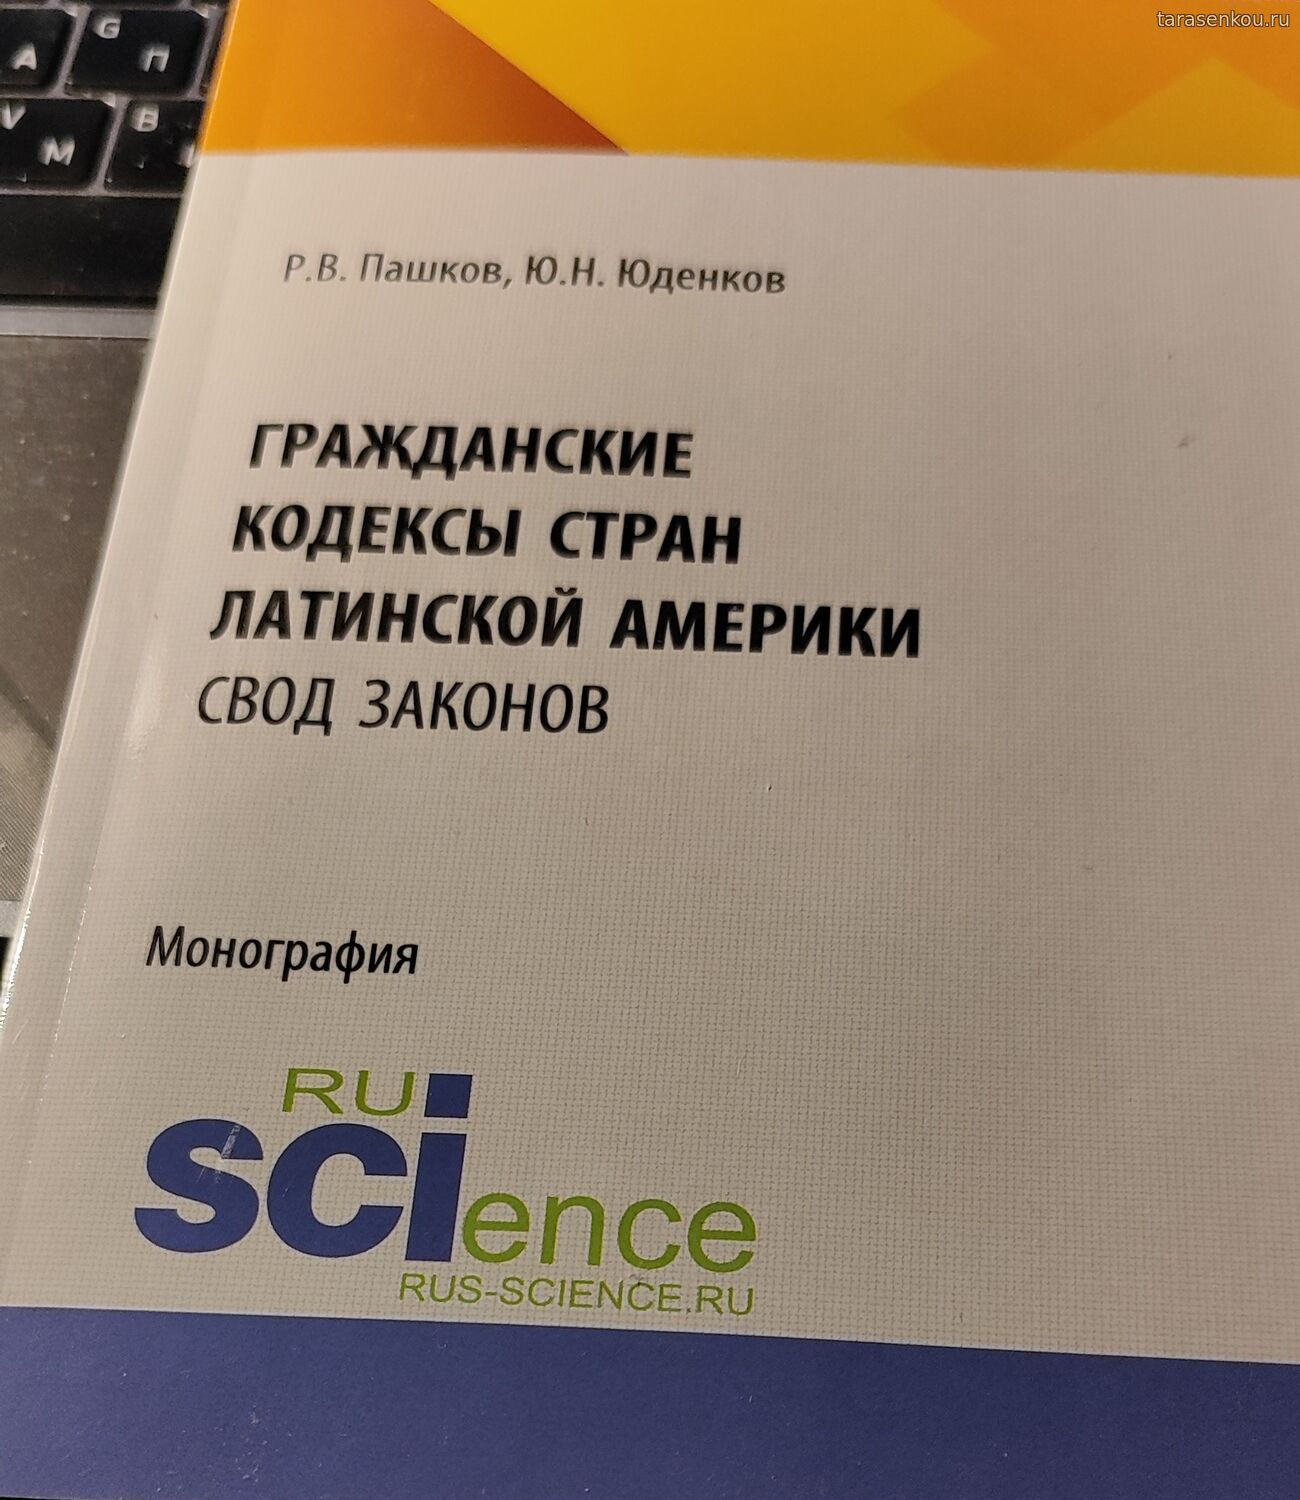 tarasenkou.ru
G
А П
V В
М
Р.В. Пашков, Ю.Н. Юденков
ГРАЖДАНСКИЕ
КОДЕКСЫ СТРАН
ЛАТИНСКОЙ АМЕРИКИ
СВОД ЗАКОНОВ
Монография
RU
science
RUS-SCIENCE.RU